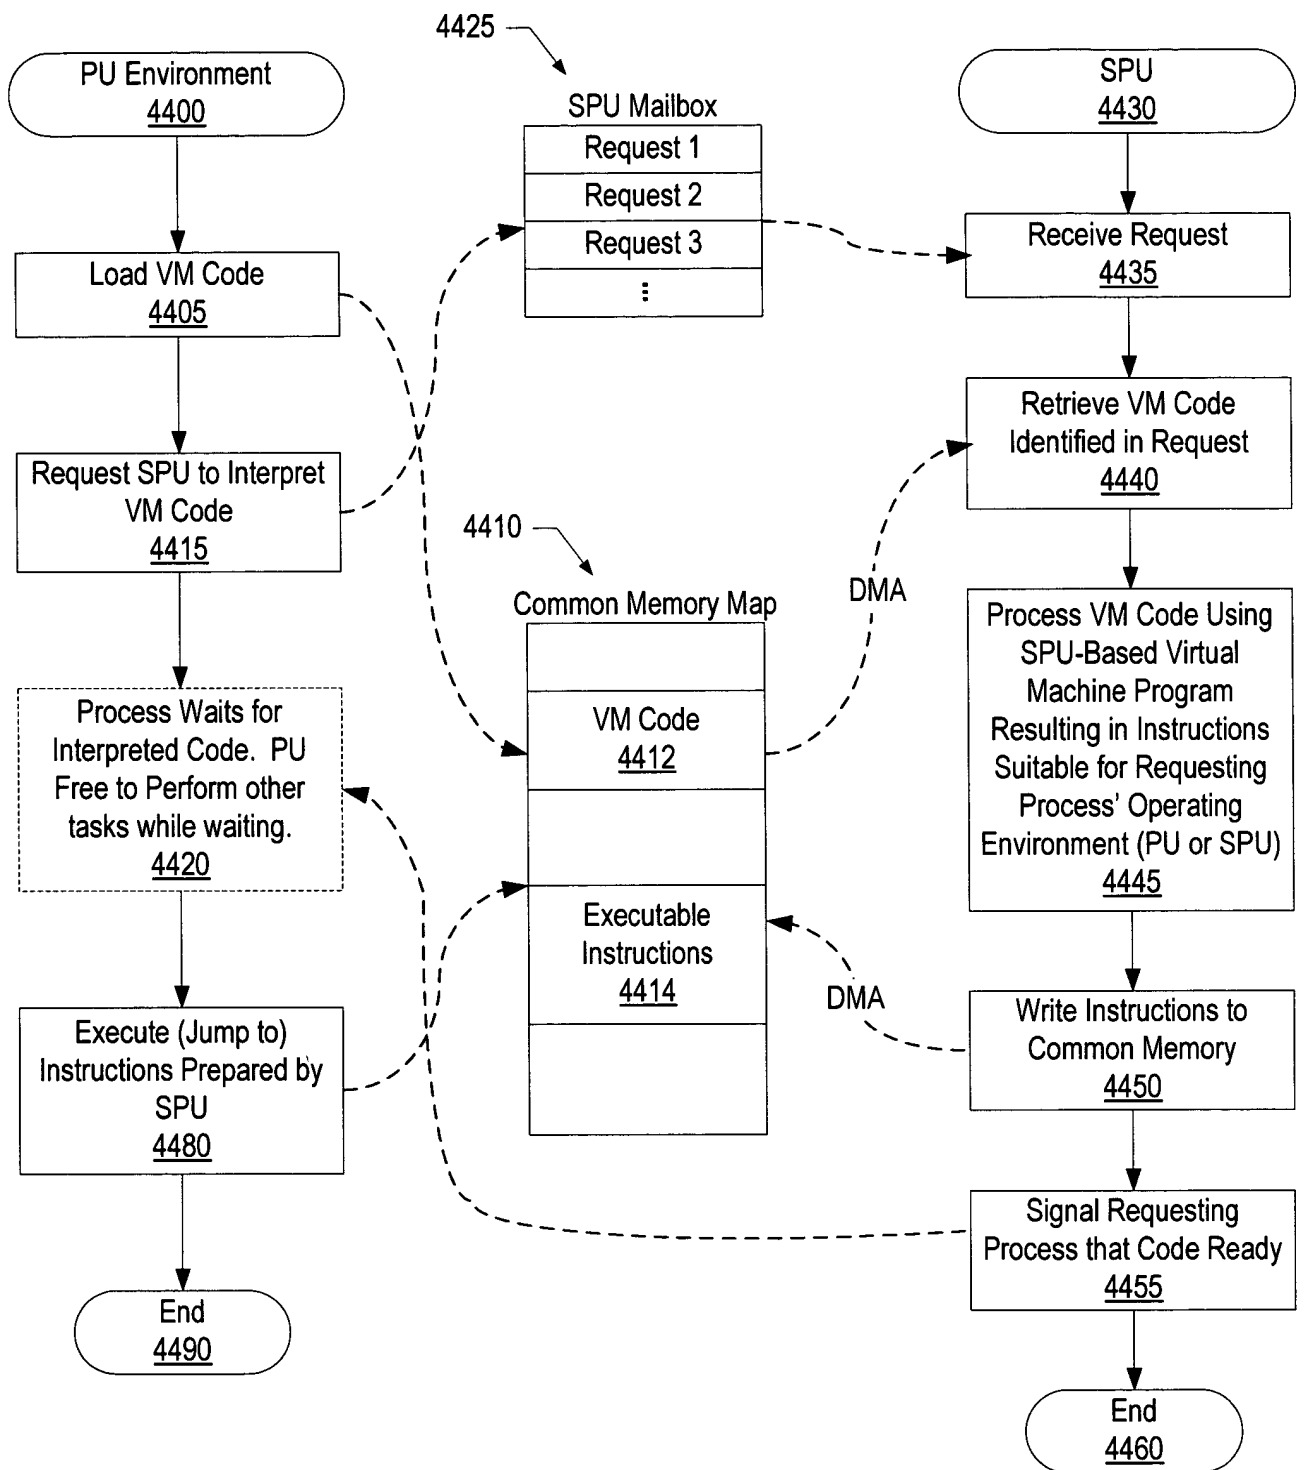 PU Environment
4400
Load VM Code
4405
Request SPU to Interpret
VM Code
4415
Process Waits for
Interpreted Code. PU
Free to Perform other
tasks while waiting.
4420
Execute (Jump to)
Instructions Prepared by
SPU
4480
End
4490
4425
SPU Mailbox
Request 1
Request 2
Request 3
...
4410
Common Memory Map
VM Code
4412
Executable
Instructions
4414
DMA
DMA
SPU
4430
Receive Request
4435
Retrieve VM Code
Identified in Request
4440
Process VM Code Using
SPU-Based Virtual
Machine Program
Resulting in Instructions
Suitable for Requesting
Process’ Operating
Environment (PU or SPU)
4445
Write Instructions to
Common Memory
4450
Signal Requesting
Process that Code Ready
4455
End
4460